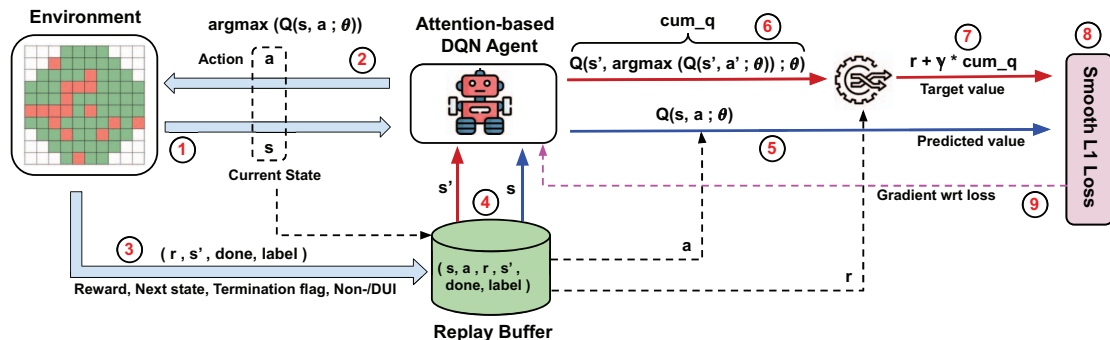 Environment
argmax (Q(s, a ; θ))
Action
a
2
1
s
Current State
3
( r , s' , done, label )
Reward, Next state, Termination flag, Non-/DUI
Attention-based
DQN Agent
s'
s
4
( s, a , r , s' ,
done, label )
Replay Buffer
cum_q
6
Q(s', argmax (Q(s', a' ; θ)) ; θ)
Q(s, a ; θ)
5
a
r
7
r + γ * cum_q
Target value
Predicted value
Gradient wrt loss
9
8
Smooth L1 Loss